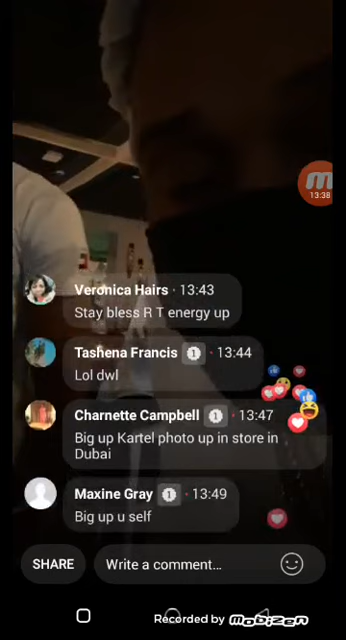 13:38
Veronica Hairs · 13:43
Stay bless R T energy up
Tashena Francis 1 · 13:44
Lol dwl
Charnette Campbell 1 · 13:47
Big up Kartel photo up in store in
Dubai
Maxine Gray 1 · 13:49
Big up u self
SHARE
Write a comment...
Recorded by mobizen